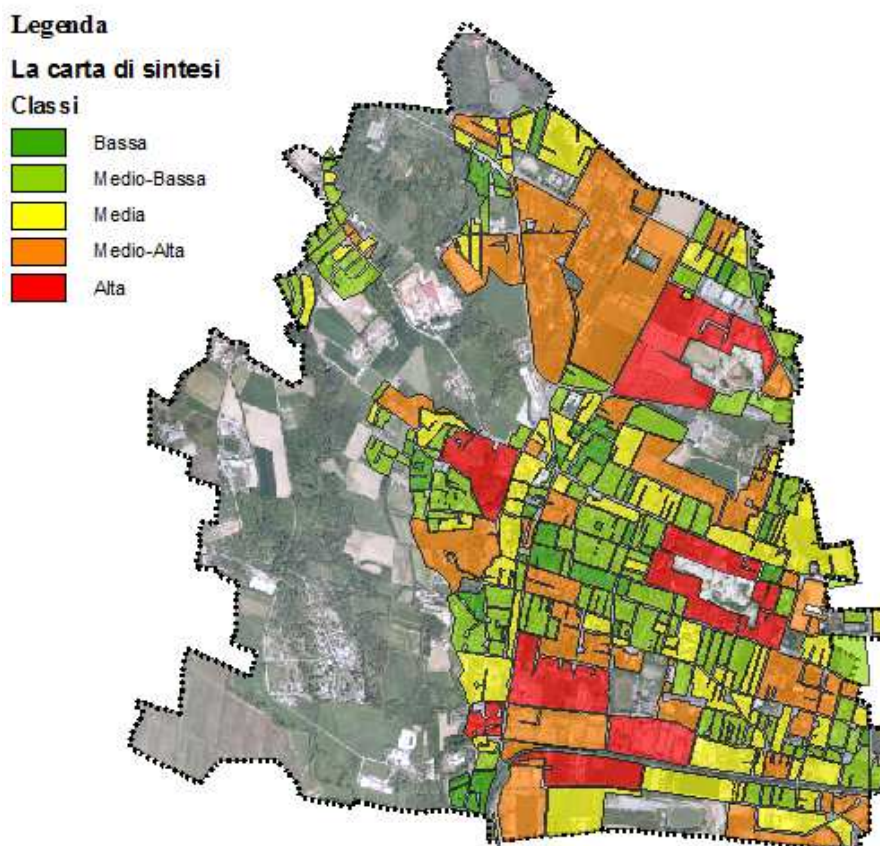 Legenda
La carta di sintesi
Classi
Bassa
Medio-Bassa
Media
Medio-Alta
Alta